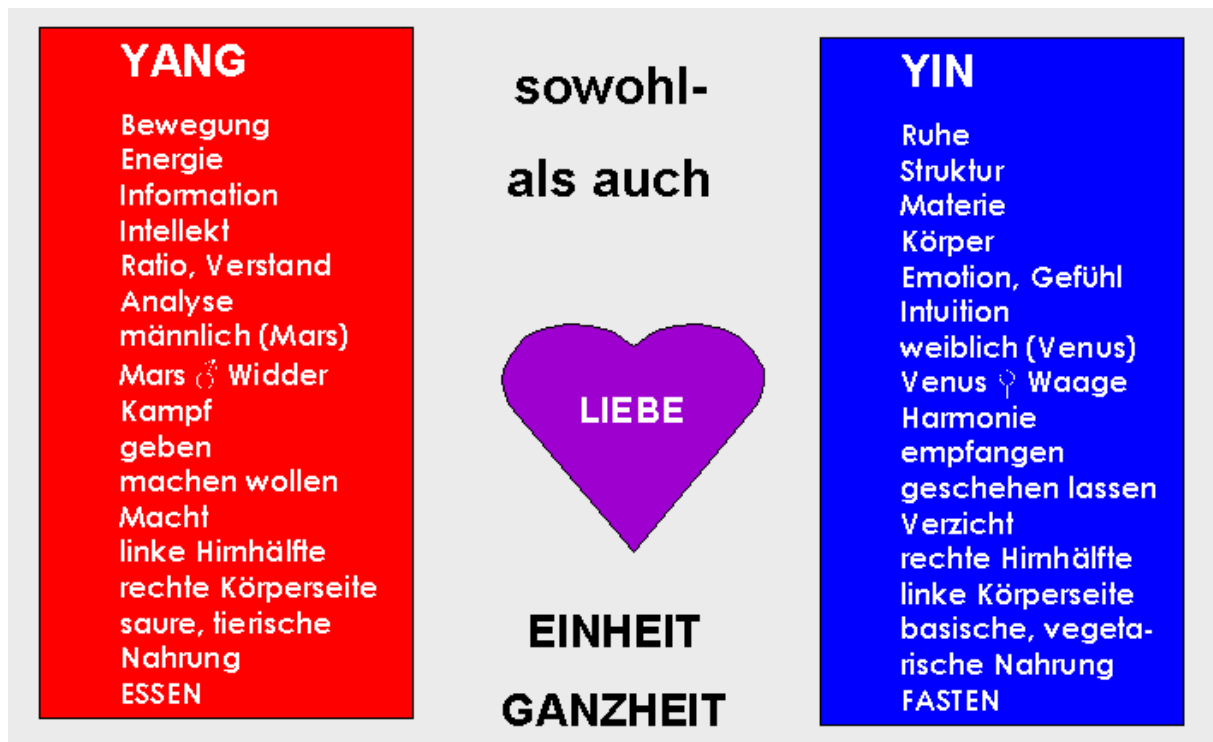 YANG
Bewegung
Energie
Information
Intellekt
Ratio, Verstand
Analyse
männlich (Mars)
Mars ♂ Widder
Kampf
geben
machen wollen
Macht
linke Hirnhälfte
rechte Körperseite
saure, tierische
Nahrung
ESSEN
sowohl-
als auch
LIEBE
EINHEIT
GANZHEIT
YIN
Ruhe
Struktur
Materie
Körper
Emotion, Gefühl
Intuition
weiblich (Venus)
Venus ♀ Waage
Harmonie
empfangen
geschehen lassen
Verzicht
rechte Hirnhälfte
linke Körperseite
basische, vegeta-
rische Nahrung
FASTEN